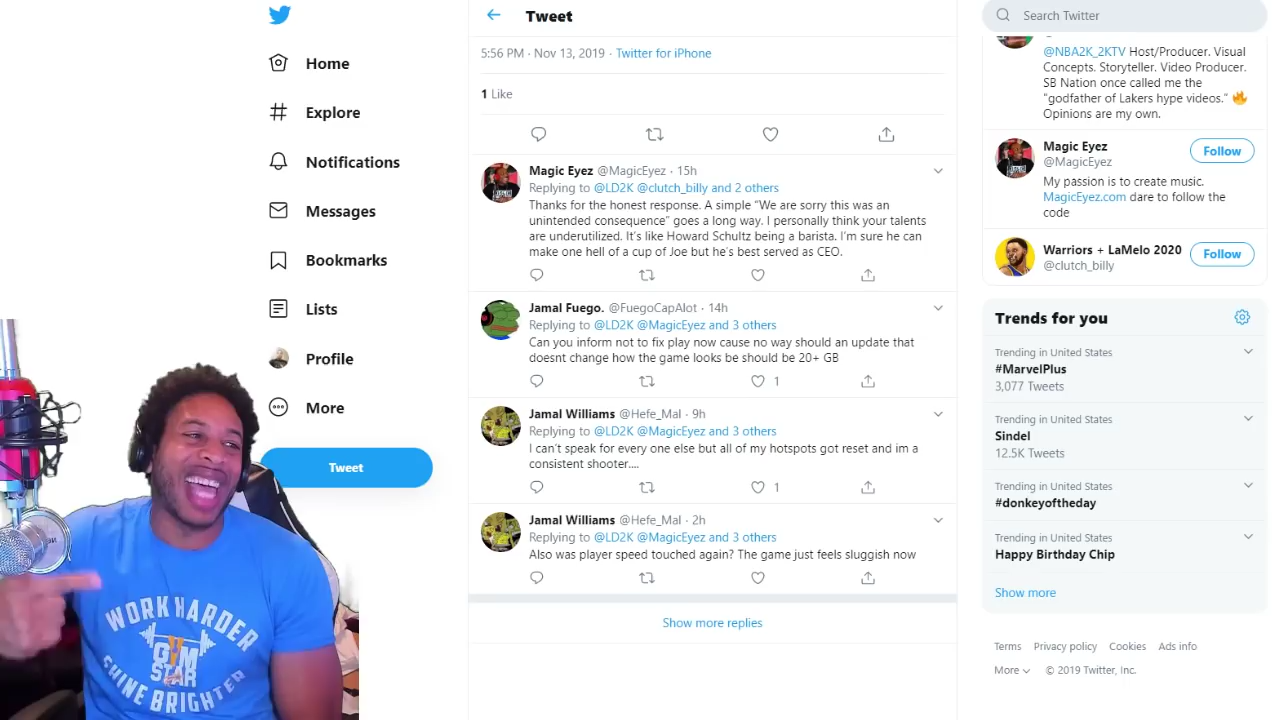 Home
Explore
Notifications
Messages
Bookmarks
Lists
Profile
More
Tweet
WORK HARDER
GYM
STAR
SHINE BRIGHTER
Tweet
5:56 PM · Nov 13, 2019 · Twitter for iPhone
1 Like
Magic Eyez @MagicEyez · 15h
Replying to @LD2K @clutch_billy and 2 others
Thanks for the honest response. A simple “We are sorry this was an
unintended consequence” goes a long way. I personally think your talents
are underutilized. It’s like Howard Schultz being a barista. I’m sure he can
make one hell of a cup of Joe but he’s best served as CEO.
Jamal Fuego. @FuegoCapAlot · 14h
Replying to @LD2K @MagicEyez and 3 others
Can you inform not to fix play now cause no way should an update that
doesnt change how the game looks be should be 20+ GB
1
Jamal Williams @Hefe_Mal · 9h
Replying to @LD2K @MagicEyez and 3 others
I can’t speak for every one else but all of my hotspots got reset and im a
consistent shooter....
1
Jamal Williams @Hefe_Mal · 2h
Replying to @LD2K @MagicEyez and 3 others
Also was player speed touched again? The game just feels sluggish now
Show more replies
Search Twitter
@NBA2K_2KTV Host/Producer. Visual
Concepts. Storyteller. Video Producer.
SB Nation once called me the
“godfather of Lakers hype videos.” 🔥
Opinions are my own.
Magic Eyez
@MagicEyez
Follow
My passion is to create music.
MagicEyez.com dare to follow the
code
Warriors + LaMelo 2020
@clutch_billy
Follow
Trends for you
Trending in United States
#MarvelPlus
3,077 Tweets
Trending in United States
Sindel
12.5K Tweets
Trending in United States
#donkeyoftheday
Trending in United States
Happy Birthday Chip
Show more
Terms Privacy policy Cookies Ads info
More © 2019 Twitter, Inc.